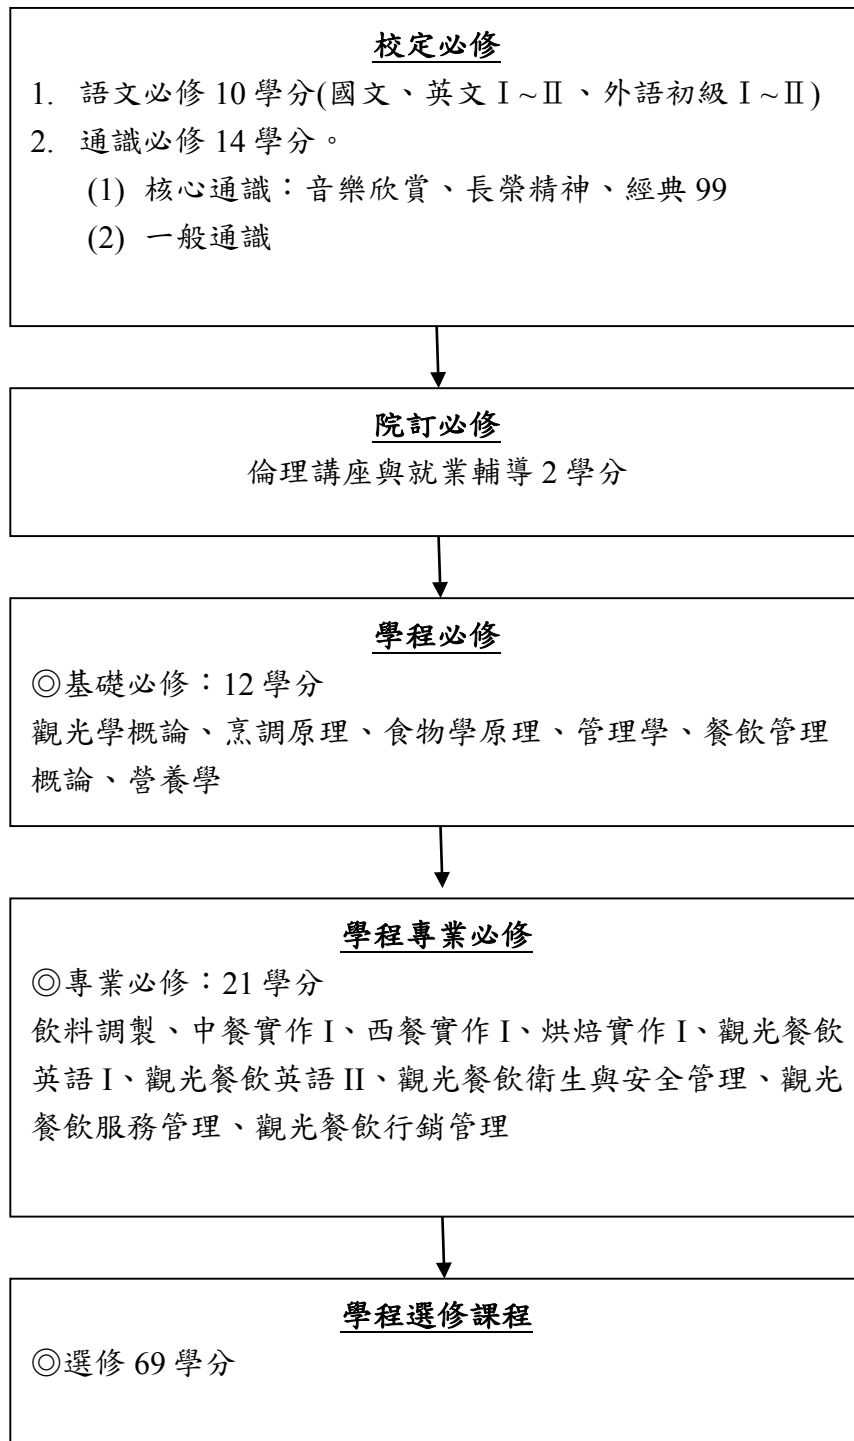 校定必修
1. 語文必修 10 學分(國文、英文Ⅰ~Ⅱ、外語初級Ⅰ~Ⅱ)
2. 通識必修 14 學分。
(1) 核心通識：音樂欣賞、長榮精神、經典 99
(2) 一般通識
院訂必修
倫理講座與就業輔導 2 學分
學程必修
◎基礎必修：12 學分
觀光學概論、烹調原理、食物學原理、管理學、餐飲管理
概論、營養學
學程專業必修
◎專業必修：21 學分
飲料調製、中餐實作 I、西餐實作 I、烘焙實作 I、觀光餐飲
英語 I、觀光餐飲英語 II、觀光餐飲衛生與安全管理、觀光
餐飲服務管理、觀光餐飲行銷管理
學程選修課程
◎選修 69 學分